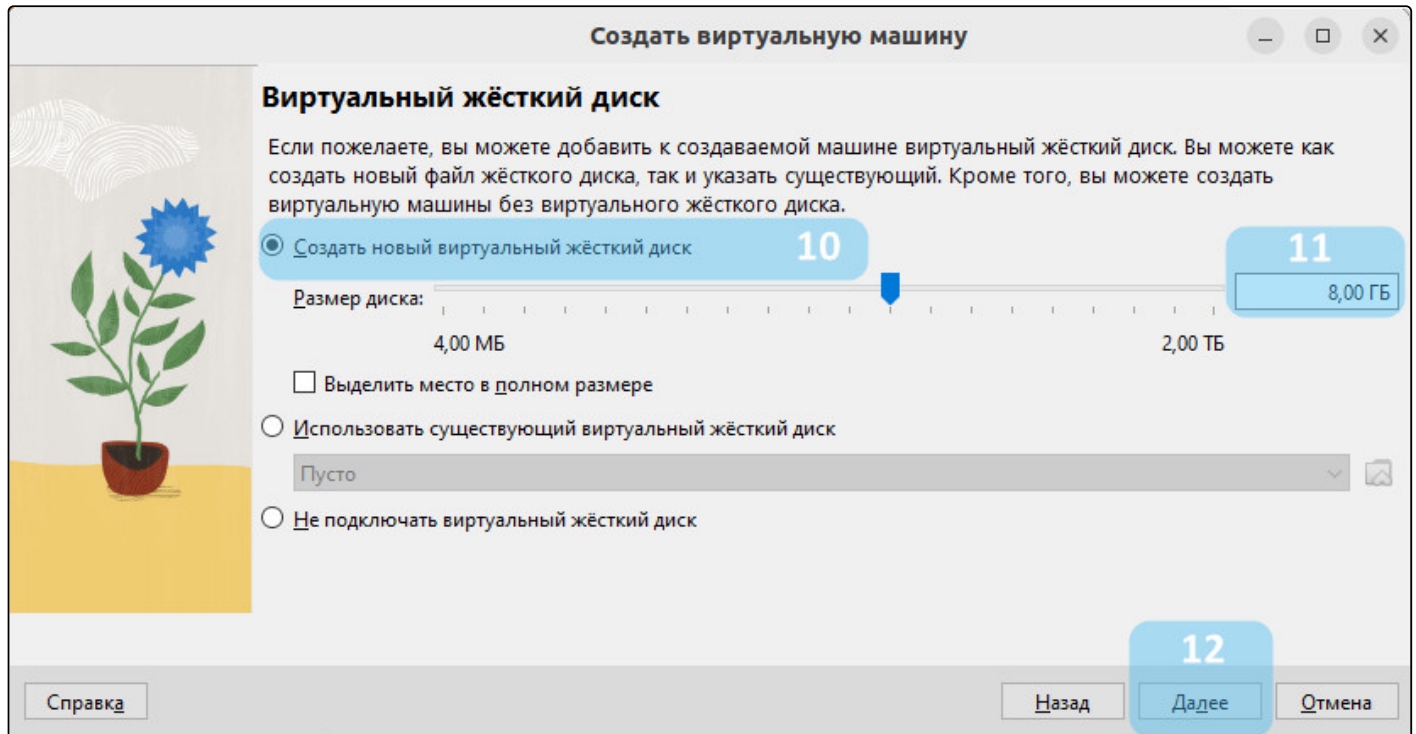 Создать виртуальную машину
Виртуальный жёсткий диск
Если пожелаете, вы можете добавить к создаваемой машине виртуальный жёсткий диск. Вы можете как
создать новый файл жёсткого диска, так и указать существующий. Кроме того, вы можете создать
виртуальную машины без виртуального жёсткого диска.
Создать новый виртуальный жёсткий диск 10
11
Размер диска: 8,00 ГБ
4,00 МБ 2,00 ТБ
Выделить место в полном размере
Использовать существующий виртуальный жёсткий диск
Пусто
Не подключать виртуальный жёсткий диск
12
Справка Назад Далее Отмена